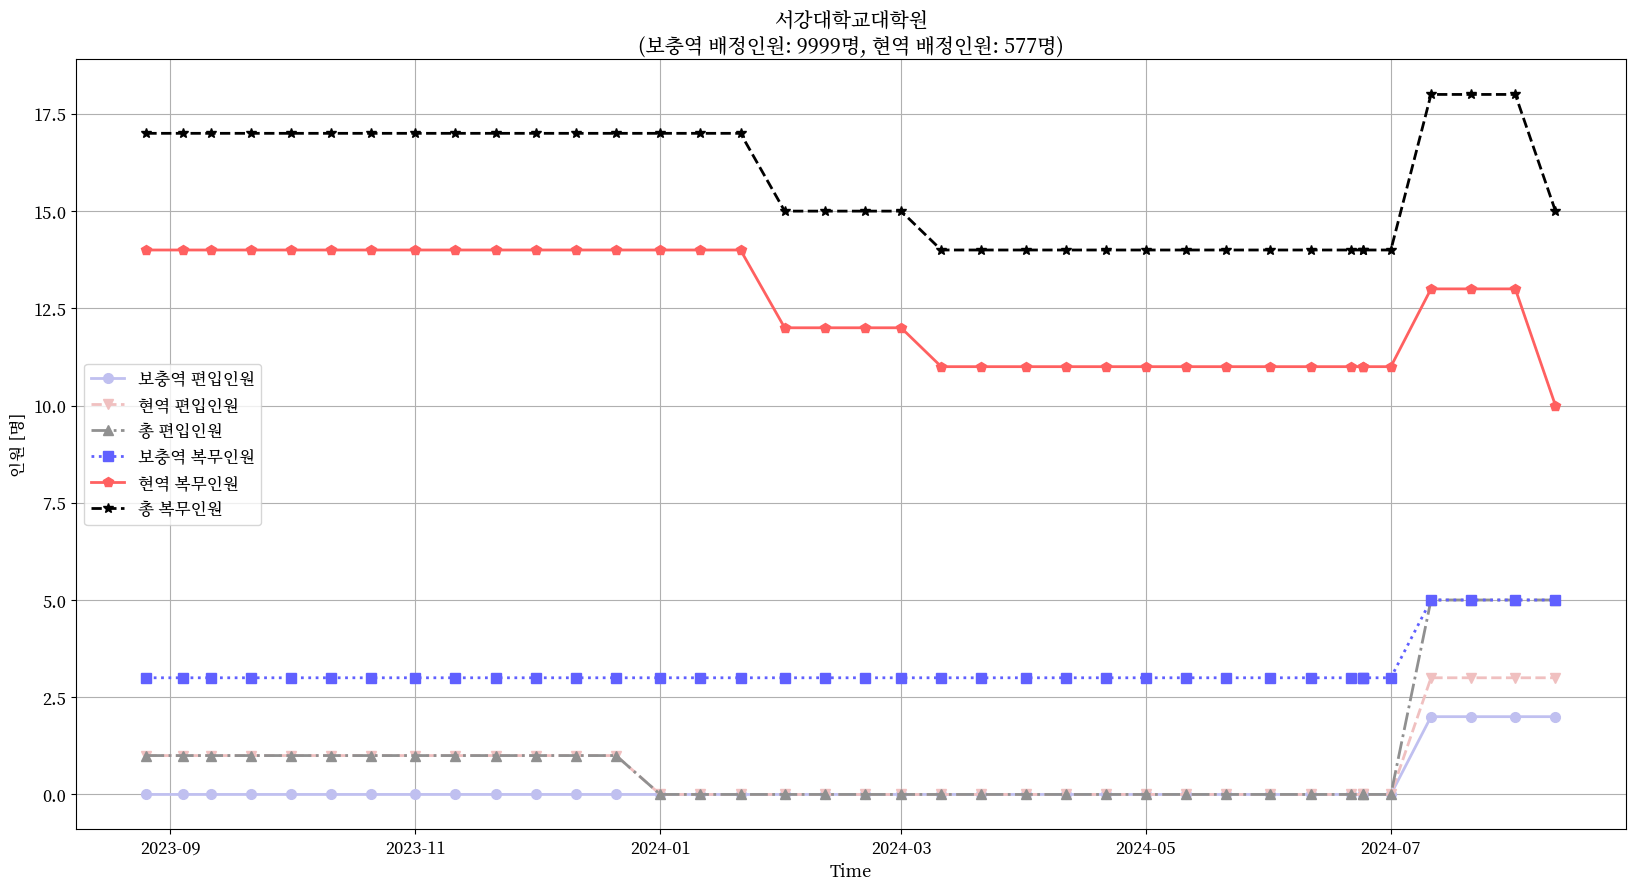 서강대학교대학원
(보충역 배정인원: 9999명, 현역 배정인원: 577명)
인원 [명]
17.5
15.0
12.5
10.0
7.5
5.0
2.5
0.0
보충역 편입인원
현역 편입인원
총 편입인원
보충역 복무인원
현역 복무인원
총 복무인원
2023-09
2023-11
2024-01
2024-03
2024-05
2024-07
Time